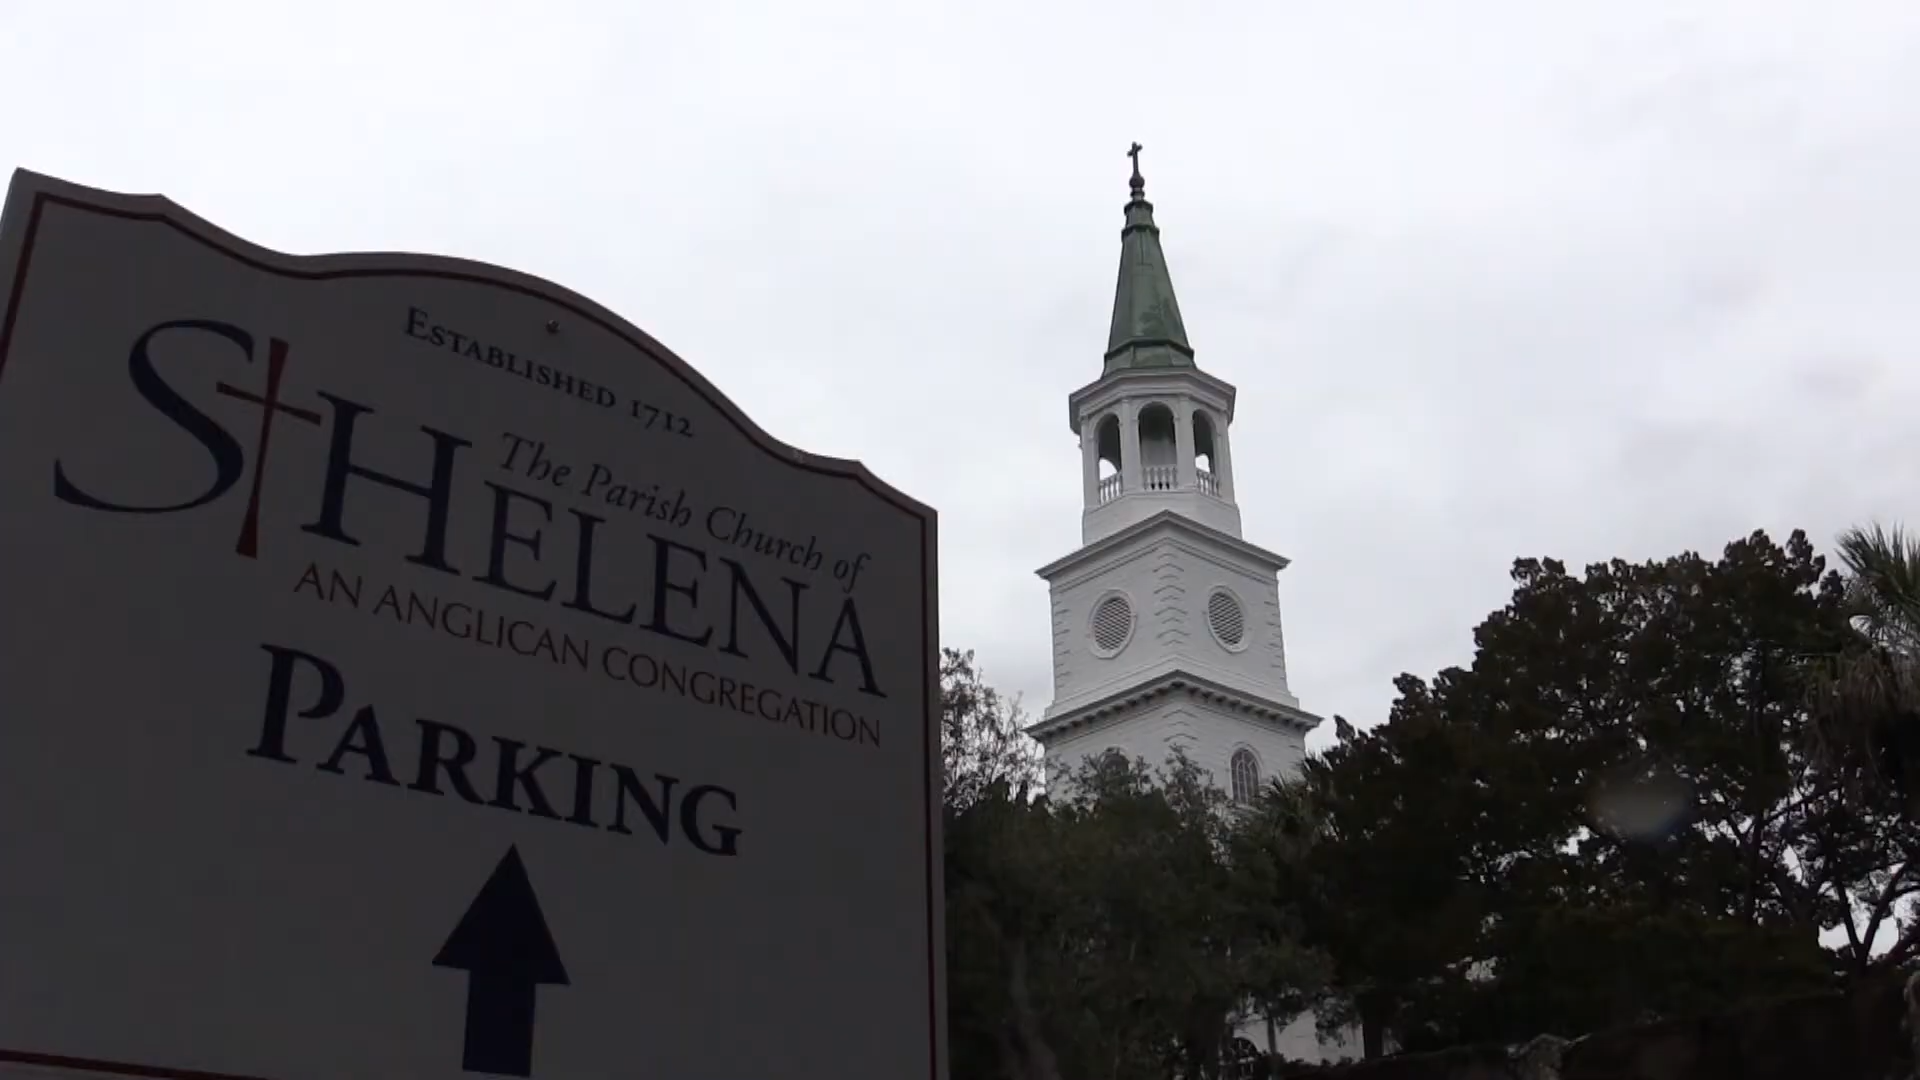 ESTABLISHED 1712
The Parish Church of
ST HELENA
AN ANGLICAN CONGREGATION
PARKING